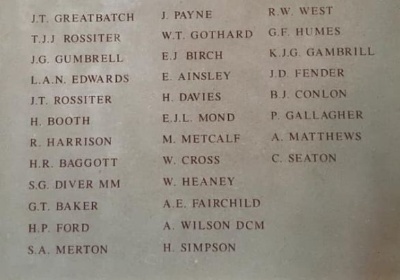 J.T. GREATBATCH
T.J.J ROSSITER
J.G. GUMBRELL
L.A.N. EDWARDS
J.T. ROSSITER
H. BOOTH
R. HARRISON
H.R. BAGGOTT
S.G. DIVER MM
G.T. BAKER
H.P. FORD
S.A. MERTON
J. PAYNE
W.T. GOTHARD
E.J BIRCH
E. AINSLEY
H. DAVIES
E.J.L. MOND
M. METCALF
W. CROSS
W. HEANEY
A.E. FAIRCHILD
A. WILSON DCM
H. SIMPSON
R.W. WEST
G.F. HUMES
K.J.G. GAMBRILL
J.D. FENDER
B.J. CONLON
P. GALLAGHER
A. MATTHEWS
C. SEATON